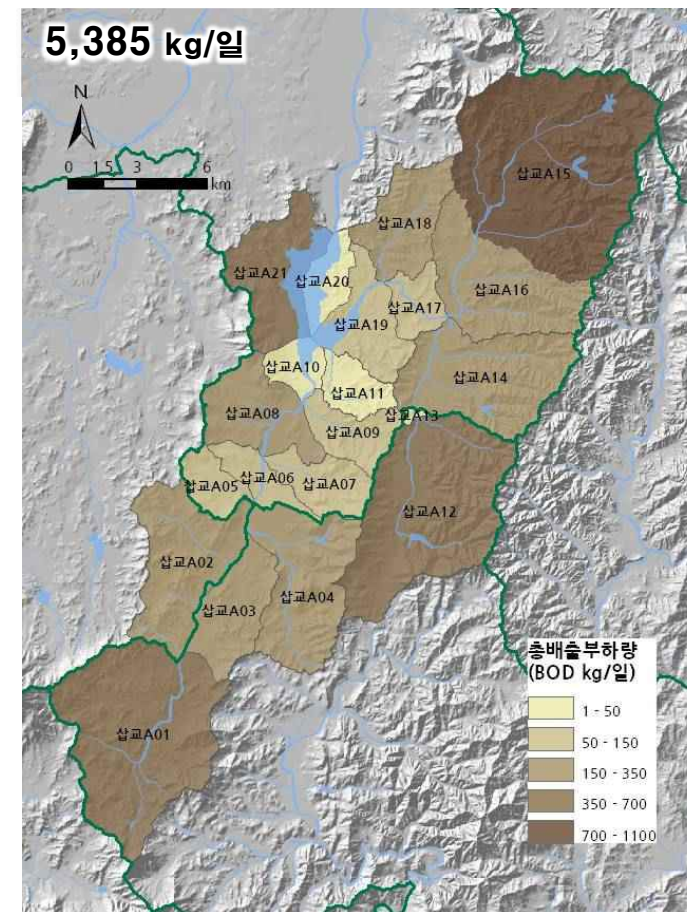 5,385 kg/일
N
0 1.5 3 6
km
삽교A15
삽교A18
삽교A21
삽교A20
삽교A16
삽교A17
삽교A19
삽교A10
삽교A14
삽교A11
삽교A08
삽교A13
삽교A09
삽교A05
삽교A06
삽교A07
삽교A12
삽교A02
삽교A03
삽교A04
삽교A01
총배출부하량
(BOD kg/일)
1 - 50
50 - 150
150 - 350
350 - 700
700 - 1100